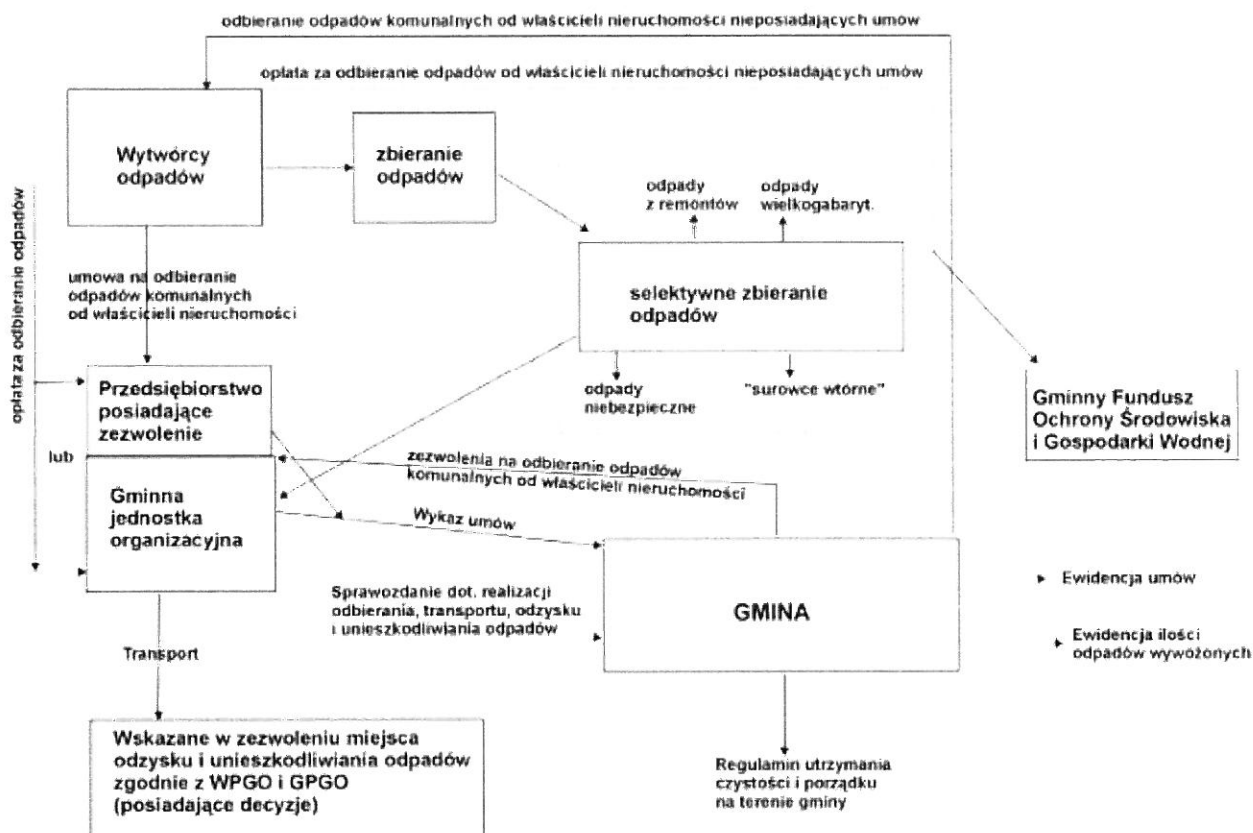 odbieranie odpadów komunalnych od właścicieli nieruchomości nieposiadających umów
opłata za odbieranie odpadów od właścicieli nieruchomości nieposiadających umów
Wytwórcy
odpadów
zbieranie
odpadów
odpady
z remontów
odpady
wielkogabaryt.
opłata za odbieranie odpadów
umowa na odbieranie
odpadów komunalnych
od właścicieli nieruchomości
selektywne zbieranie
odpadów
Przedsiębiorstwo
posiadające
zezwolenie
odpady
niebezpieczne
"surowce wtórne"
Gminny Fundusz
Ochrony Środowiska
i Gospodarki Wodnej
lub
zezwolenia na odbieranie odpadów
komunalnych od właścicieli nieruchomości
Gminna
jednostka
organizacyjna
Wykaz umów
Sprawozdanie dot. realizacji
odbierania, transportu, odzysku
i unieszkodliwiania odpadów
GMINA
Ewidencja umów
Ewidencja ilości
odpadów wywożonych
Transport
Wskazane w zezwoleniu miejsca
odzysku i unieszkodliwiania odpadów
zgodnie z WPGO i GPGO
(posiadające decyzje)
Regulamin utrzymania
czystości i porządku
na terenie gminy